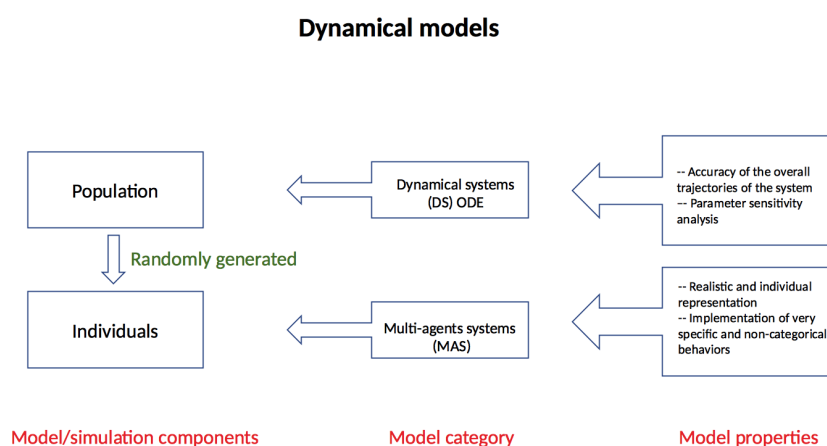 Dynamical models
Population
Dynamical systems
(DS) ODE
-- Accuracy of the overall
trajectories of the system
-- Parameter sensitivity
analysis
Randomly generated
Individuals
Multi-agents systems
(MAS)
-- Realistic and individual
representation
-- Implementation of very
specific and non-categorical
behaviors
Model/simulation components
Model category
Model properties